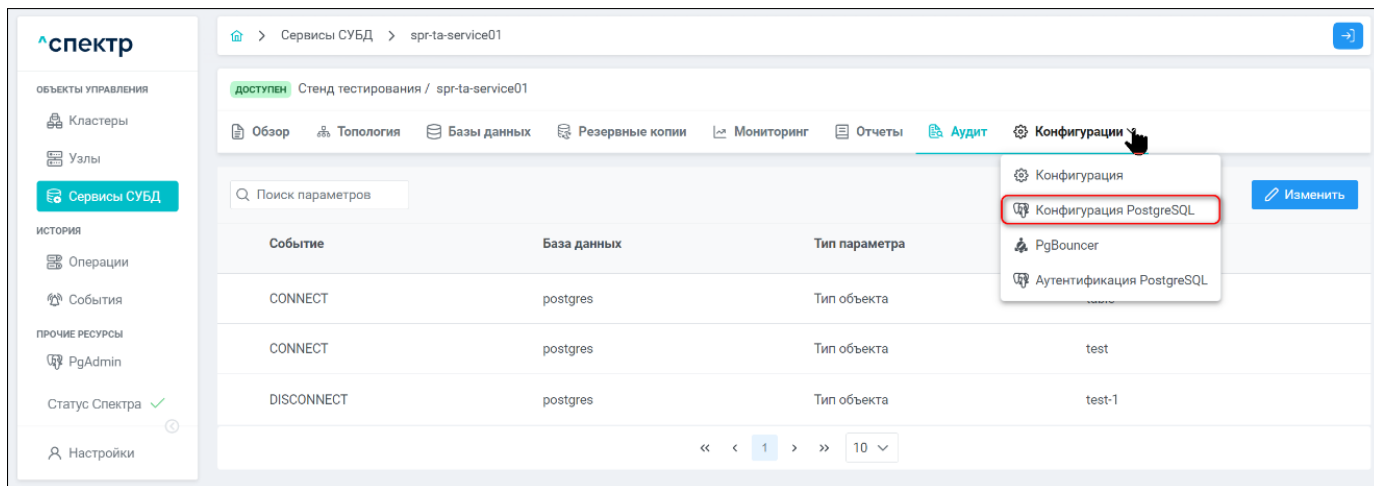 ^спектр
ОБЪЕКТЫ УПРАВЛЕНИЯ
Кластеры
Узлы
Сервисы СУБД
ИСТОРИЯ
Операции
События
ПРОЧИЕ РЕСУРСЫ
PgAdmin
Статус Спектра
Настройки
> Сервисы СУБД > spr-ta-service01
ДОСТУПЕН Стенд тестирования / spr-ta-service01
Обзор Топология Базы данных Резервные копии Мониторинг Отчеты Аудит Конфигурации
Конфигурация
Конфигурация PostgreSQL
PgBouncer
Аутентификация PostgreSQL
Поиск параметров Изменить
Событие База данных Тип параметра
CONNECT postgres Тип объекта
CONNECT postgres Тип объекта test
DISCONNECT postgres Тип объекта test-1
« < 1 > » 10